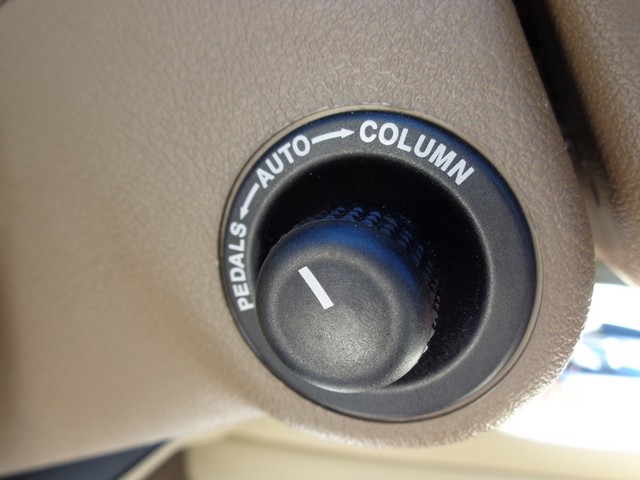 PEDALS ← AUTO → COLUMN